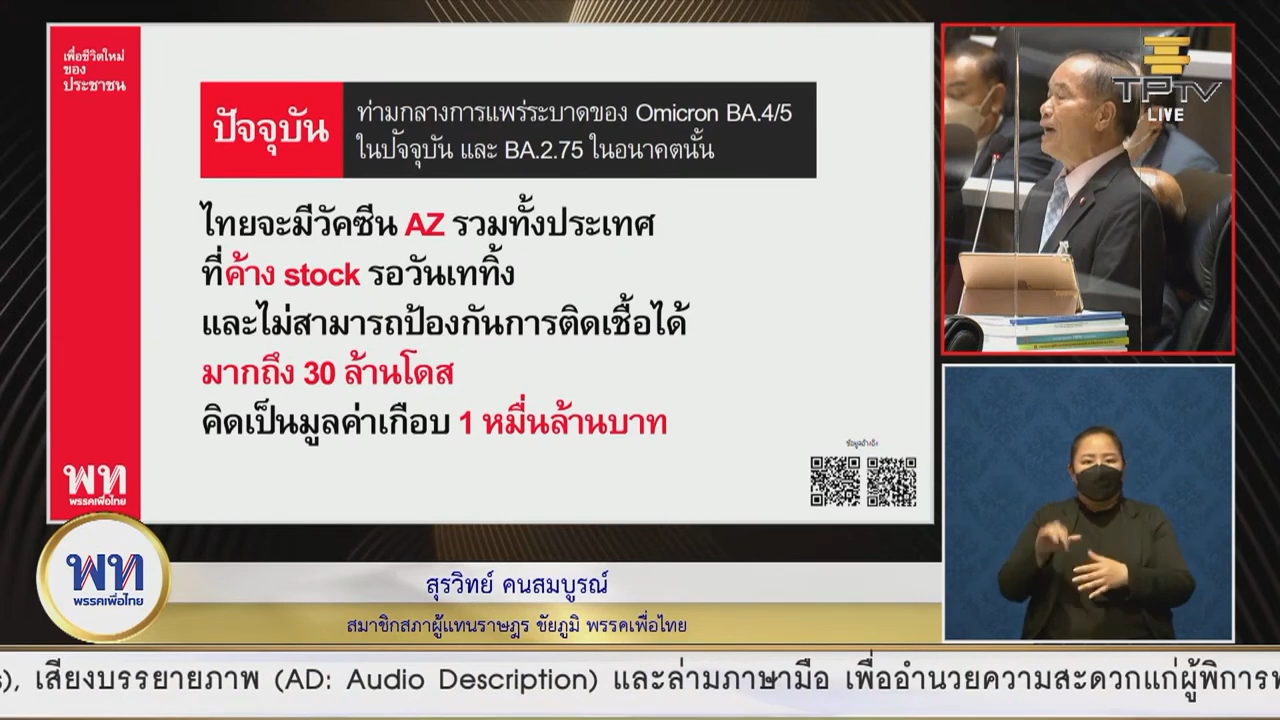 เพื่อชีวิตใหม่
ของ
ประชาชน
ปัจจุบัน
ท่ามกลางการแพร่ระบาดของ Omicron BA.4/5
ในปัจจุบัน และ BA.2.75 ในอนาคตนั้น
ไทยจะมีวัคซีน AZ รวมทั้งประเทศ
ที่ค้าง stock รอวันเททิ้ง
และไม่สามารถป้องกันการติดเชื้อได้
มากถึง 30 ล้านโดส
คิดเป็นมูลค่าเกือบ 1 หมื่นล้านบาท
ข้อมูลอ้างอิง
พท
พรรคเพื่อไทย
TPTV
LIVE
พท
พรรคเพื่อไทย
สุรวิทย์ คนสมบูรณ์
สมาชิกสภาผู้แทนราษฎร ชัยภูมิ พรรคเพื่อไทย
s), เสียงบรรยายภาพ (AD: Audio Description) และล่ามภาษามือ เพื่ออำนวยความสะดวกแก่ผู้พิการท